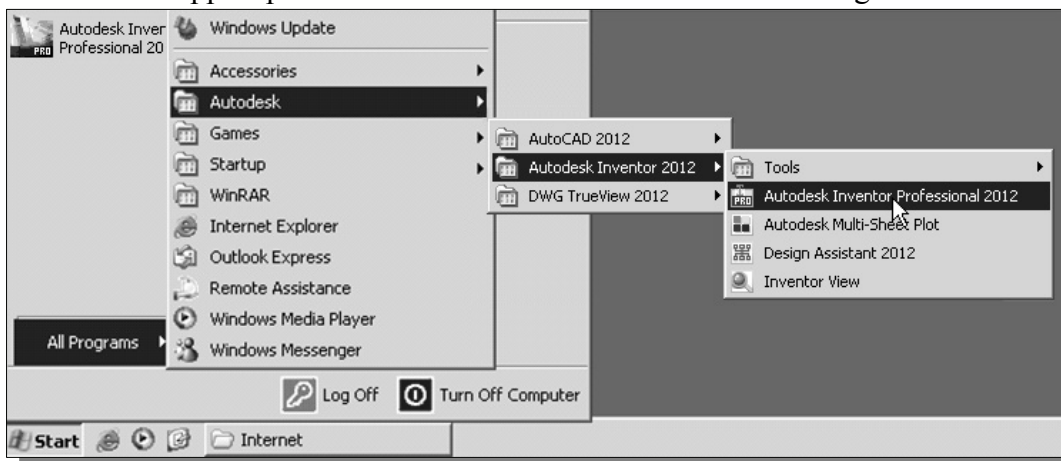 Autodesk Inver
PRO Professional 20
Windows Update
Accessories
Autodesk
Games
Startup
WinRAR
Internet Explorer
Outlook Express
Remote Assistance
Windows Media Player
Windows Messenger
AutoCAD 2012
Autodesk Inventor 2012
DWG TrueView 2012
Tools
PRO Autodesk Inventor Professional 2012
Autodesk Multi-Sheet Plot
Design Assistant 2012
Inventor View
All Programs
Log Off Turn Off Computer
Start Internet